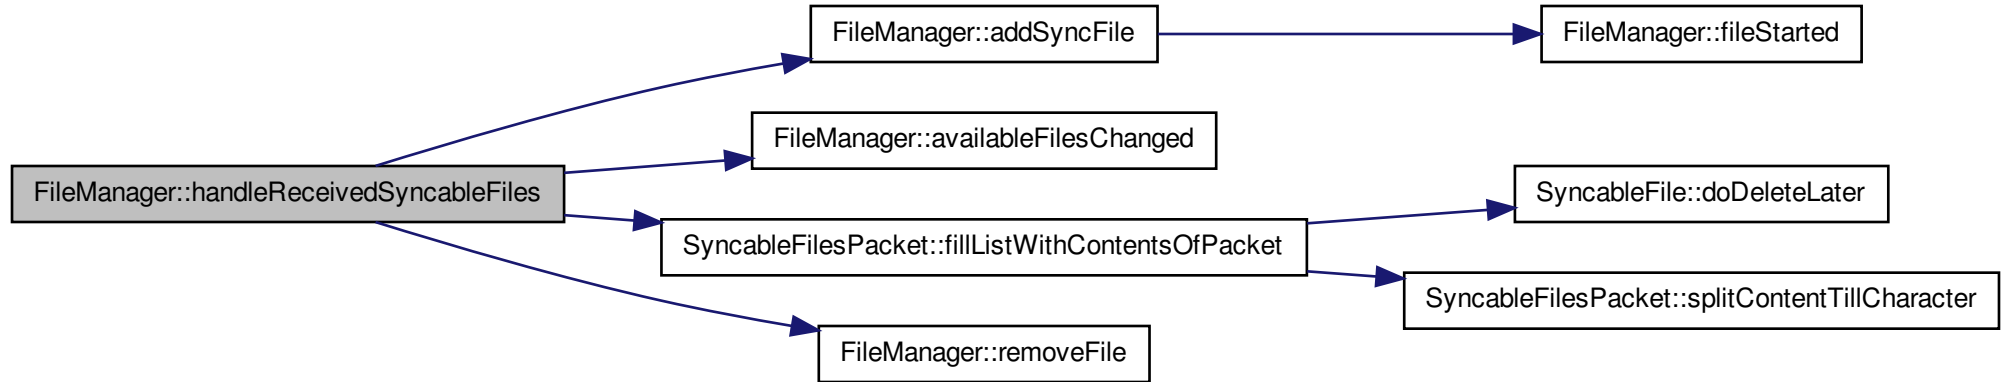 FileManager::handleReceivedSyncableFiles
FileManager::addSyncFile
FileManager::fileStarted
FileManager::availableFilesChanged
SyncableFilesPacket::fillListWithContentsOfPacket
SyncableFile::doDeleteLater
SyncableFilesPacket::splitContentTillCharacter
FileManager::removeFile